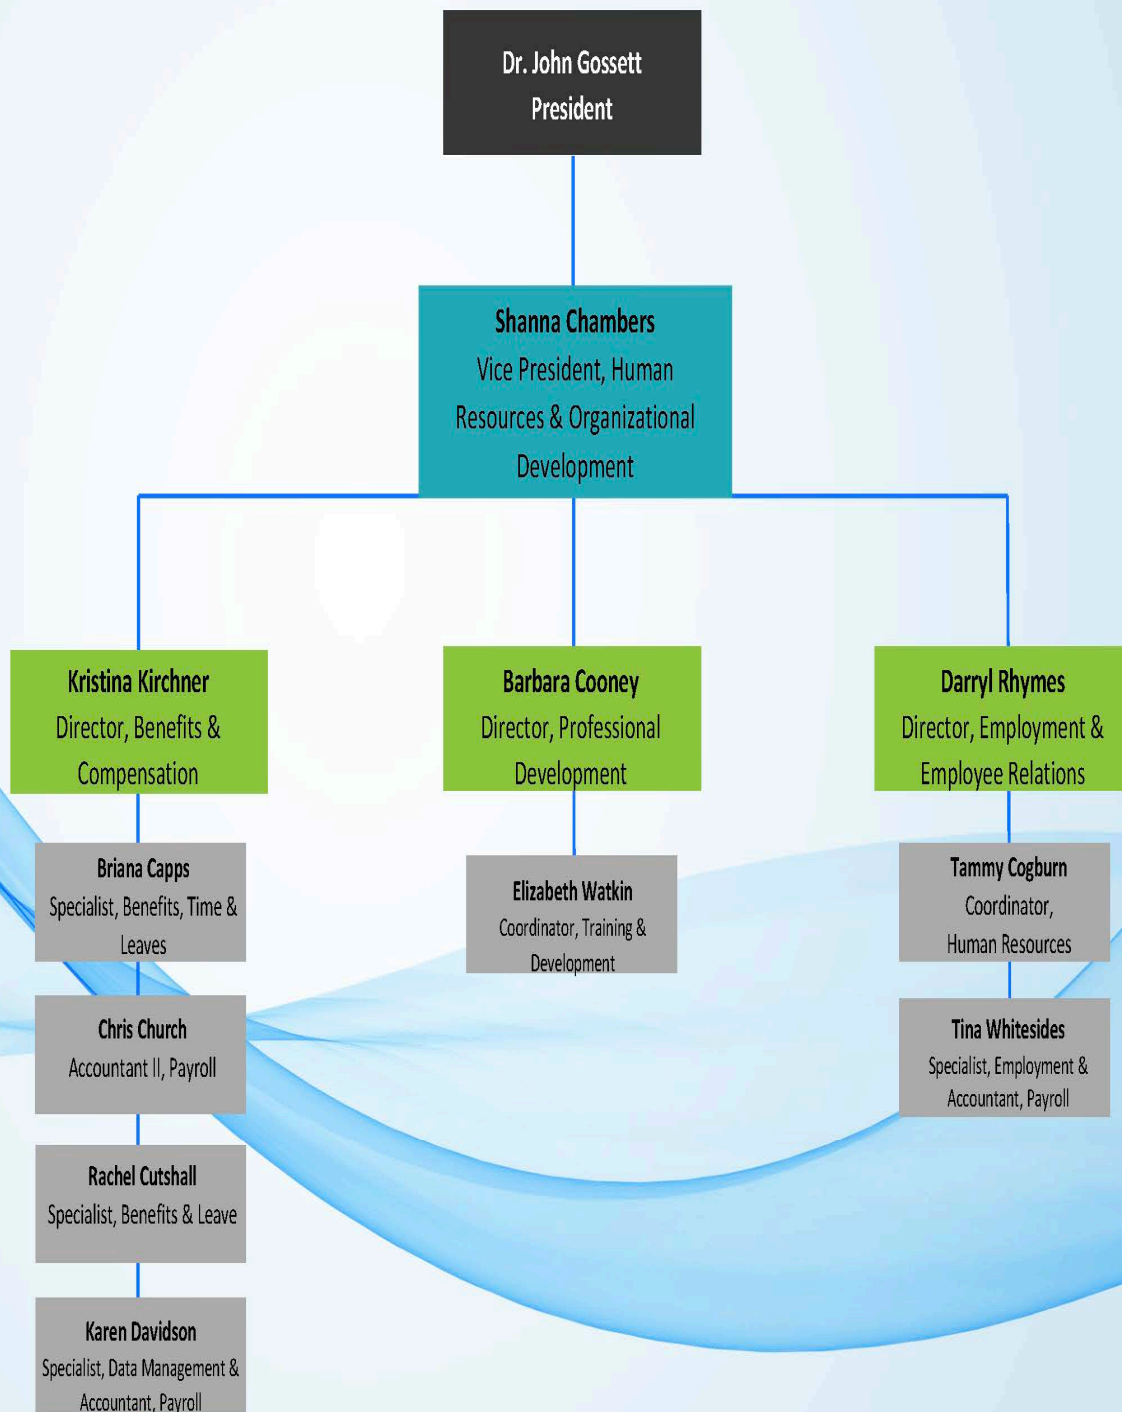 Dr. John Gossett
President
Shanna Chambers
Vice President, Human
Resources & Organizational
Development
Kristina Kirchner
Director, Benefits &
Compensation
Barbara Cooney
Director, Professional
Development
Darryl Rhymes
Director, Employment &
Employee Relations
Briana Capps
Specialist, Benefits, Time &
Leaves
Elizabeth Watkin
Coordinator, Training &
Development
Tammy Cogburn
Coordinator,
Human Resources
Chris Church
Accountant II, Payroll
Tina Whitesides
Specialist, Employment &
Accountant, Payroll
Rachel Cutshall
Specialist, Benefits & Leave
Karen Davidson
Specialist, Data Management &
Accountant, Payroll